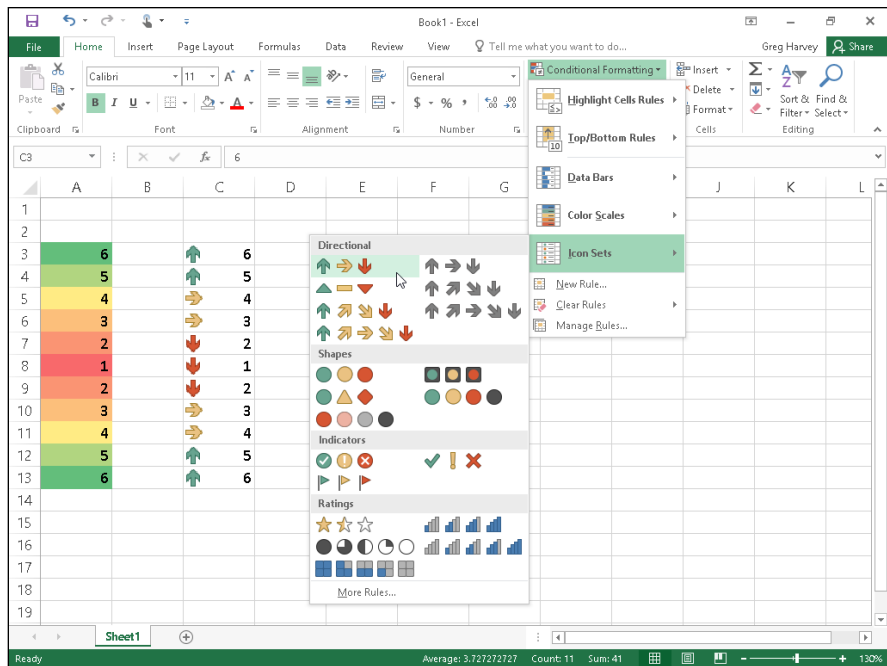 Book1 - Excel
File Home Insert Page Layout Formulas Data Review View Tell me what you want to do... Greg Harvey Share
Paste
Calibri 11 A A
General
Conditional Formatting
Insert
Delete
Format
B I U A
$ % , .00 .0
Sort & Filter
Find & Select
Clipboard Font Alignment Number Cells Editing
C3 fx 6
A B C D E F G J K L
1
2
3 6 6
4 5 5
5 4 4
6 3 3
7 2 2
8 1 1
9 2 2
10 3 3
11 4 4
12 5 5
13 6 6
14
15
16
17
18
19
Highlight Cells Rules
Top/Bottom Rules
10
Data Bars
Color Scales
Icon Sets
New Rule...
Clear Rules
Manage Rules...
Directional
Shapes
Indicators
Ratings
More Rules...
Sheet1
Ready Average: 3.727272727 Count: 11 Sum: 41 130%